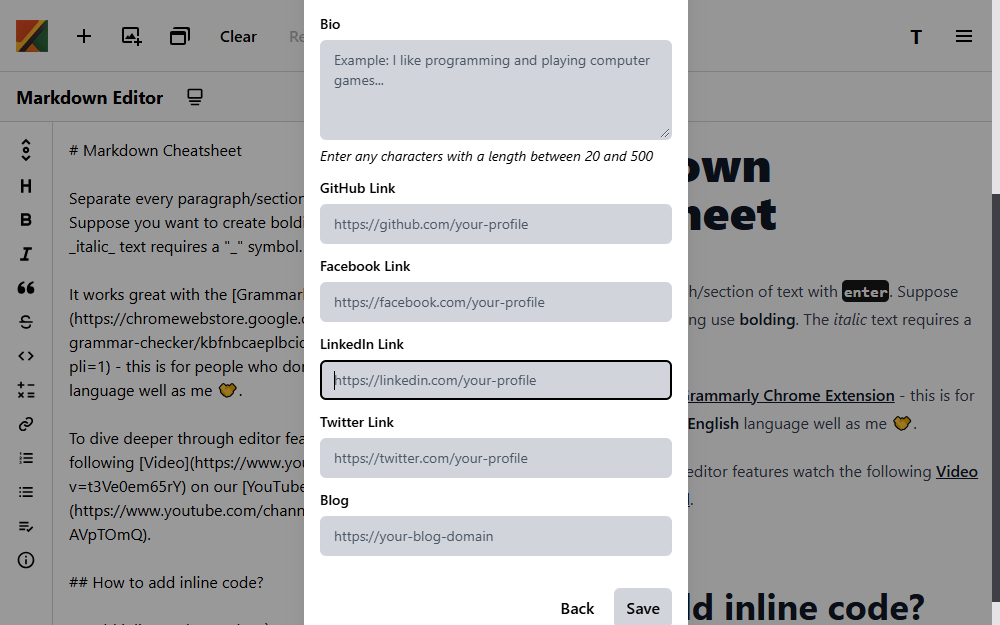 Clear
Re
T
Markdown Editor
# Markdown Cheatsheet
Separate every paragraph/section
Suppose you want to create boldi
_italic_ text requires a "_" symbol.
It works great with the [Grammar
(https://chromewebstore.google.c
grammar-checker/kbfnbcaeplbcio
pli=1) - this is for people who don
language well as me
To dive deeper through editor fea
following [Video](https://www.you
v=t3Ve0em65rY) on our [YouTube
(https://www.youtube.com/chann
AVpTOmQ).
## How to add inline code?
Bio
Example: I like programming and playing computer
games...
Enter any characters with a length between 20 and 500
GitHub Link
https://github.com/your-profile
Facebook Link
https://facebook.com/your-profile
LinkedIn Link
https://linkedin.com/your-profile
Twitter Link
https://twitter.com/your-profile
Blog
https://your-blog-domain
Back
Save
own
heet
h/section of text with enter. Suppose
ng use bolding. The italic text requires a
Grammarly Chrome Extension - this is for
English language well as me
editor features watch the following Video
l.
dd inline code?